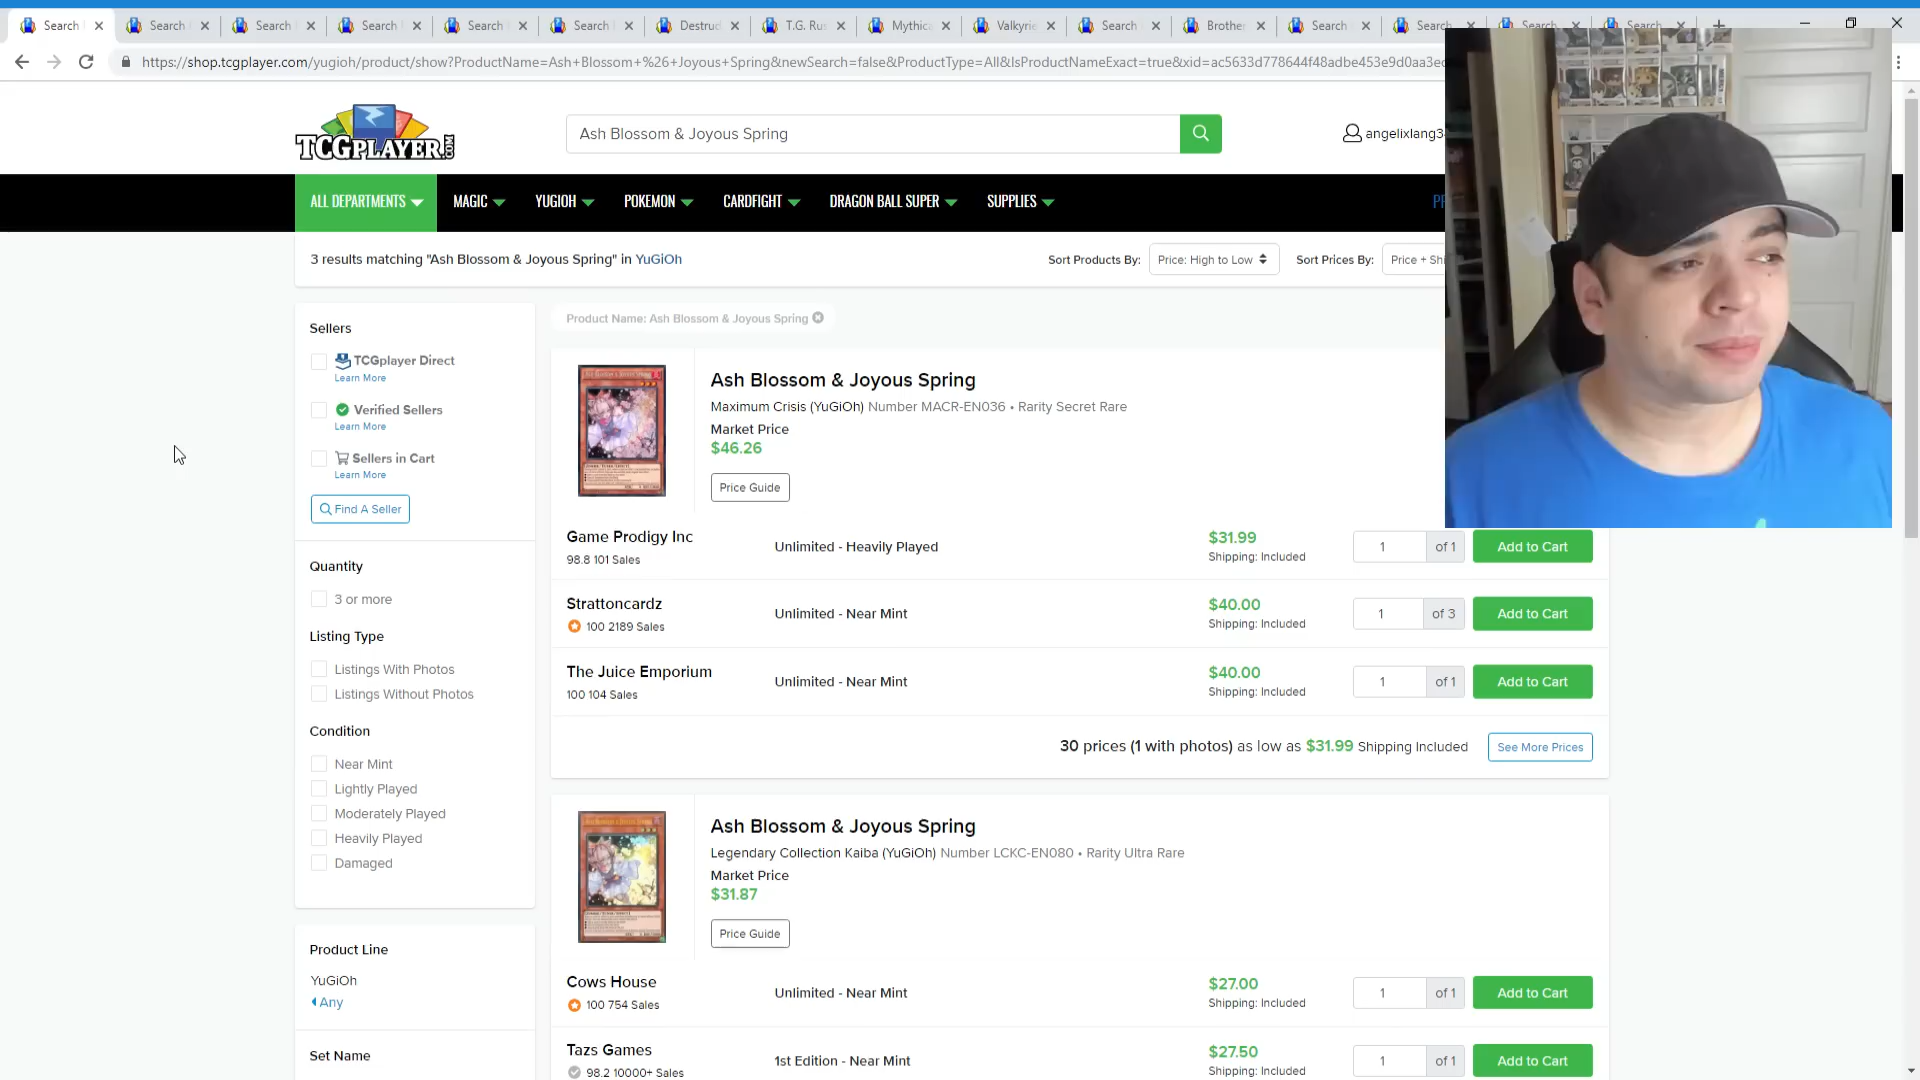 Search
Search
Search
Search
Search
Search
Destrud
T.G. Rus
Mythica
Valkyrie
Search
Brother
Search
Search
Search
Search
https://shop.tcgplayer.com/yugioh/product/show?ProductName=Ash+Blossom+%26+Joyous+Spring&newSearch=false&ProductType=All&IsProductNameExact=true&xid=ac5633d778644f48adbe453e9d0aa3e
TCGPLAYER.COM
Ash Blossom & Joyous Spring
angelixlang3
ALL DEPARTMENTS
MAGIC
YUGIOH
POKEMON
CARDFIGHT
DRAGON BALL SUPER
SUPPLIES
3 results matching "Ash Blossom & Joyous Spring" in YuGiOh
Sort Products By:
Price: High to Low
Sort Prices By:
Price + Shi
Sellers
TCGplayer Direct
Learn More
Verified Sellers
Learn More
Sellers in Cart
Learn More
Find A Seller
Quantity
3 or more
Listing Type
Listings With Photos
Listings Without Photos
Condition
Near Mint
Lightly Played
Moderately Played
Heavily Played
Damaged
Product Line
YuGiOh
Any
Set Name
Product Name: Ash Blossom & Joyous Spring
Ash Blossom & Joyous Spring
Maximum Crisis (YuGiOh) Number MACR-EN036 • Rarity Secret Rare
Market Price
$46.26
Price Guide
Game Prodigy Inc
98.8 101 Sales
Unlimited - Heavily Played
$31.99
Shipping: Included
1
of 1
Add to Cart
Strattoncardz
100 2189 Sales
Unlimited - Near Mint
$40.00
Shipping: Included
1
of 3
Add to Cart
The Juice Emporium
100 104 Sales
Unlimited - Near Mint
$40.00
Shipping: Included
1
of 1
Add to Cart
30 prices (1 with photos) as low as $31.99 Shipping Included
See More Prices
Ash Blossom & Joyous Spring
Legendary Collection Kaiba (YuGiOh) Number LCKC-EN080 • Rarity Ultra Rare
Market Price
$31.87
Price Guide
Cows House
100 754 Sales
Unlimited - Near Mint
$27.00
Shipping: Included
1
of 1
Add to Cart
Tazs Games
98.2 10000+ Sales
1st Edition - Near Mint
$27.50
Shipping: Included
1
of 1
Add to Cart